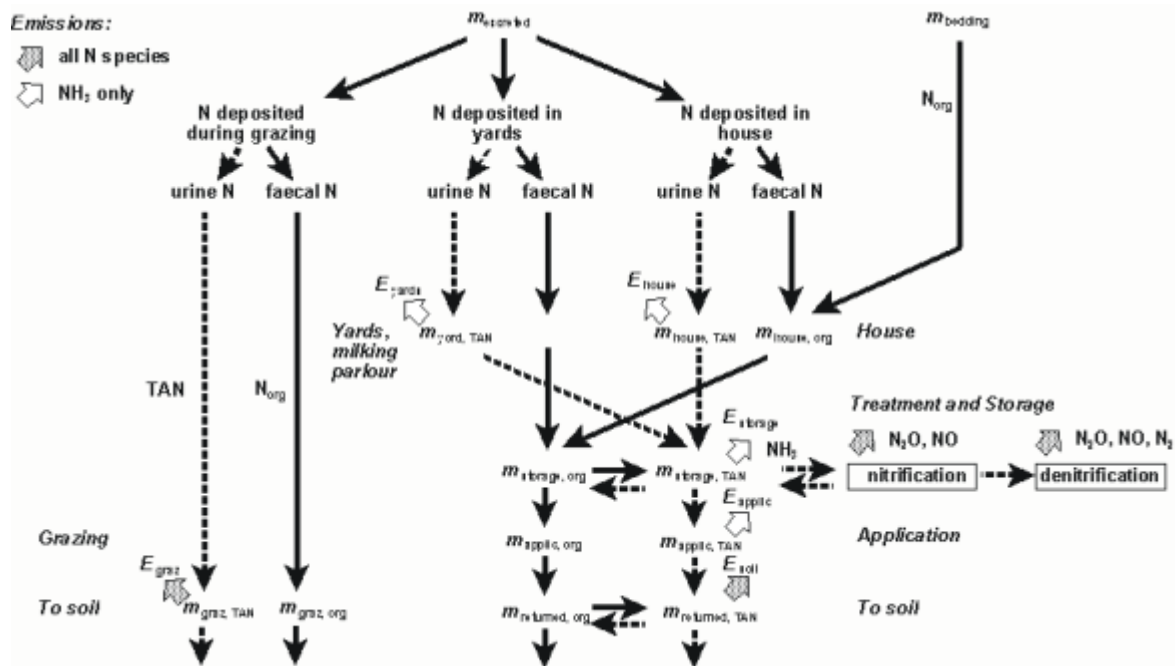 Emissions:
all N species
NH₃ only
m excreted
m bedding
N org
N deposited during grazing
N deposited in yards
N deposited in house
urine N
faecal N
urine N
faecal N
urine N
faecal N
E yards
E house
Yards, milking parlour
m yard, TAN
m house, TAN
m house, org
House
TAN
N org
E storage
NH₃
Treatment and Storage
N₂O, NO
N₂O, NO, N₂
m storage, org
m storage, TAN
nitrification
denitrification
E applic
Grazing
m applic, org
m applic, TAN
Application
E graz
E soil
To soil
m graz, TAN
m graz, org
m returned, org
m returned, TAN
To soil